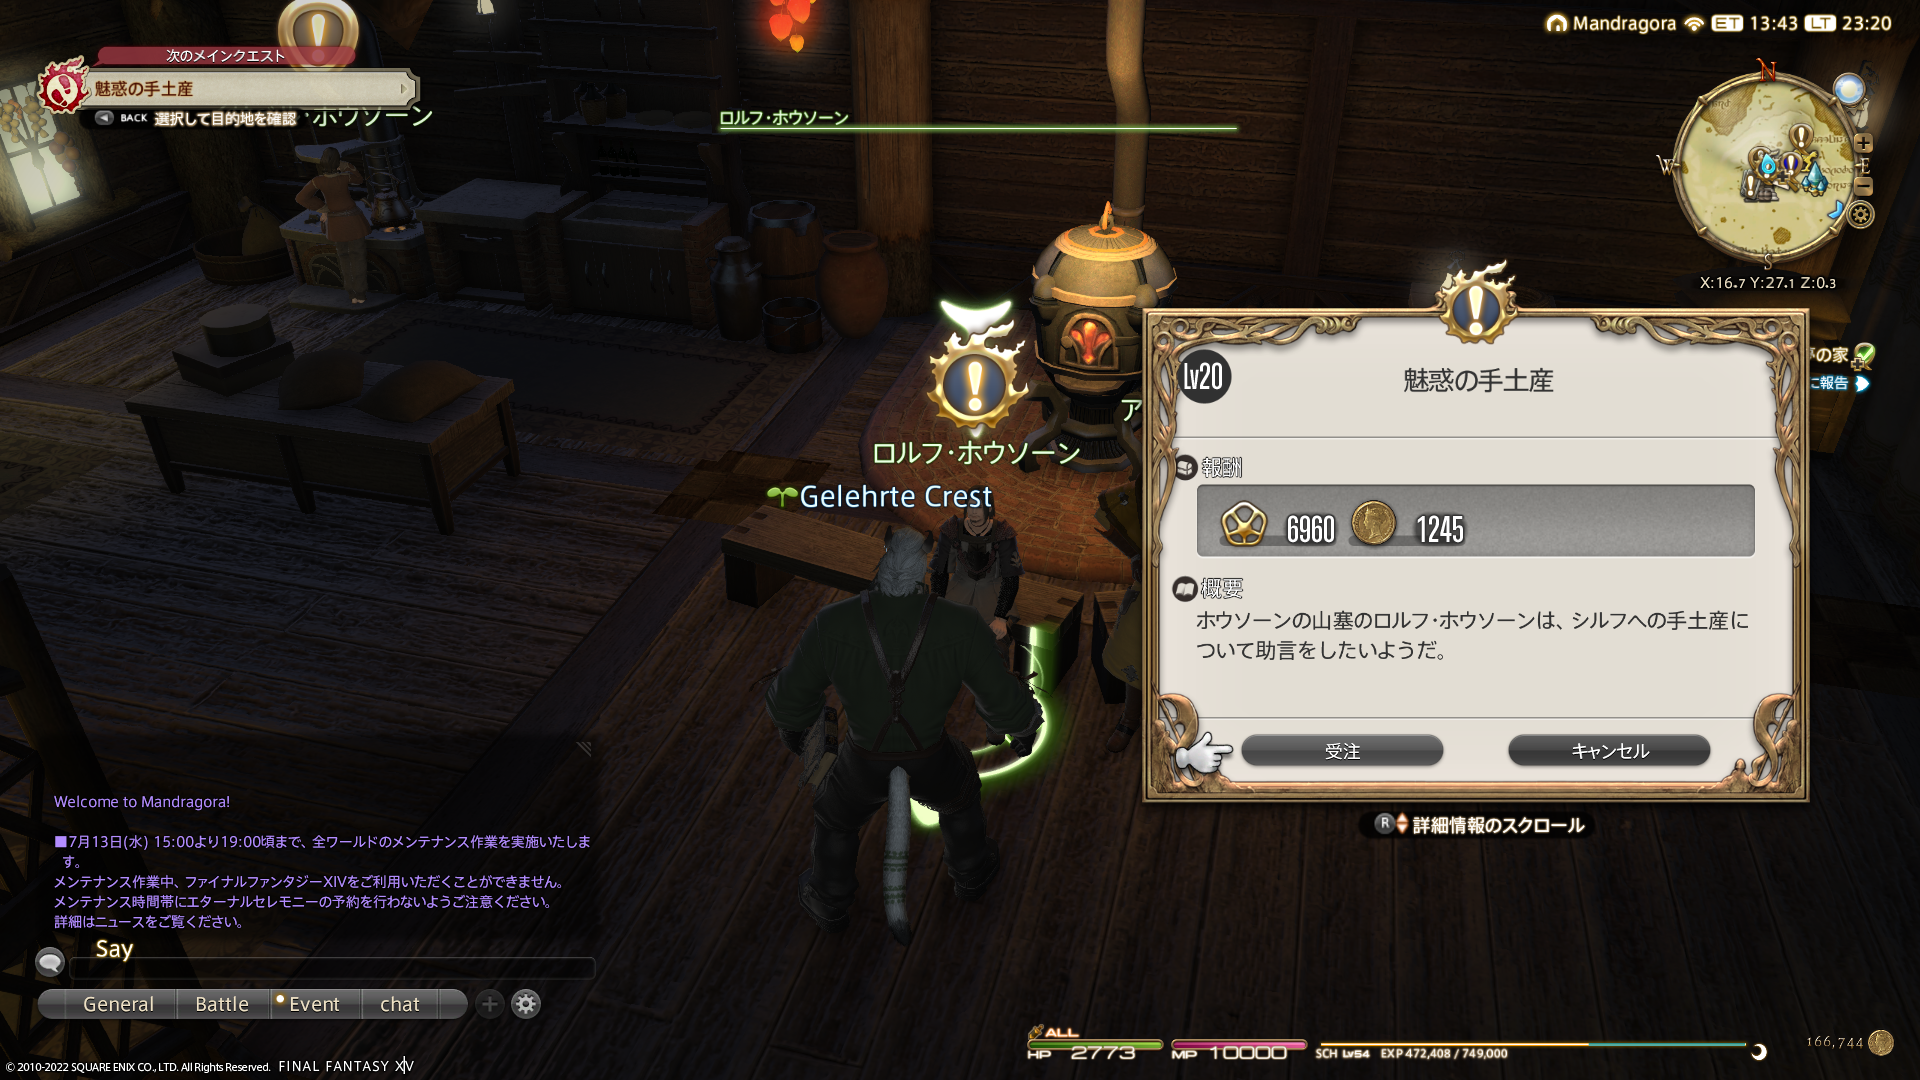 Mandragora ET 13:43 LT 23:20
次のメインクエスト
魅惑の手土産
BACK 選択して目的地を確認
・ホウソーン
ロルフ・ホウソーン
N
W
E
S
X:16.7 Y:27.1 Z:0.3
の家
に報告
ア
ロルフ・ホウソーン
Gelehrte Crest
Lv20
魅惑の手土産
報酬
6960 1245
概要
ホウソーンの山塞のロルフ・ホウソーンは、シルフへの手土産に
ついて助言をしたいようだ。
受注
キャンセル
R 詳細情報のスクロール
Welcome to Mandragora!
■7月13日(水) 15:00より19:00頃まで、全ワールドのメンテナンス作業を実施いたしま
す。
メンテナンス作業中、ファイナルファンタジーXIVをご利用いただくことができません。
メンテナンス時間帯にエターナルセレモニーの予約を行わないようご注意ください。
詳細はニュースをご覧ください。
Say
General Battle Event chat
ALL
HP 2773 MP 10000 SCH Lv54 EXP 472,408 / 749,000
166,744
© 2010-2022 SQUARE ENIX CO., LTD. All Rights Reserved. FINAL FANTASY XIV